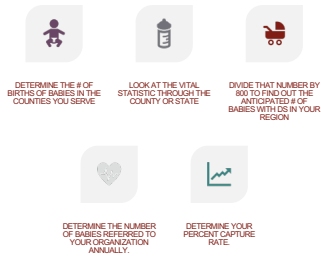 DETERMINE THE # OF
BIRTHS OF BABIES IN THE
COUNTIES YOU SERVE
LOOK AT THE VITAL
STATISTIC THROUGH THE
COUNTY OR STATE
DIVIDE THAT NUMBER BY
800 TO FIND OUT THE
ANTICIPATED # OF
BABIES WITH DS IN YOUR
REGION
DETERMINE THE NUMBER
OF BABIES REFERRED TO
YOUR ORGANIZATION
ANNUALLY.
DETERMINE YOUR
PERCENT CAPTURE
RATE.